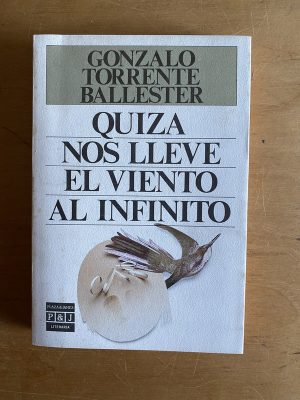 GONZALO
TORRENTE
BALLESTER
QUIZA
NOS LLEVE
EL VIENTO
AL INFINITO
PLAZA & JANES
P&J
LITERARIA